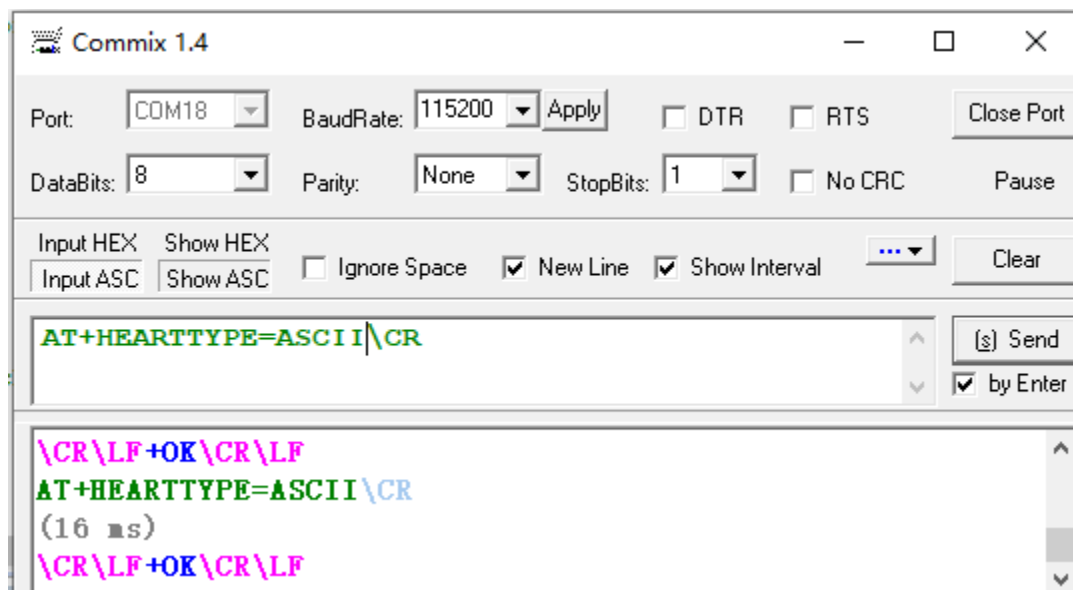 Commix 1.4
Port: COM18 BaudRate: 115200 Apply DTR RTS Close Port
DataBits: 8 Parity: None StopBits: 1 No CRC Pause
Input HEX Show HEX
Input ASC Show ASC Ignore Space New Line Show Interval ... Clear
AT+HEARTTYPE=ASCII\CR
(s) Send
by Enter
\CR\LF+OK\CR\LF
AT+HEARTTYPE=ASCII\CR
(16 ms)
\CR\LF+OK\CR\LF